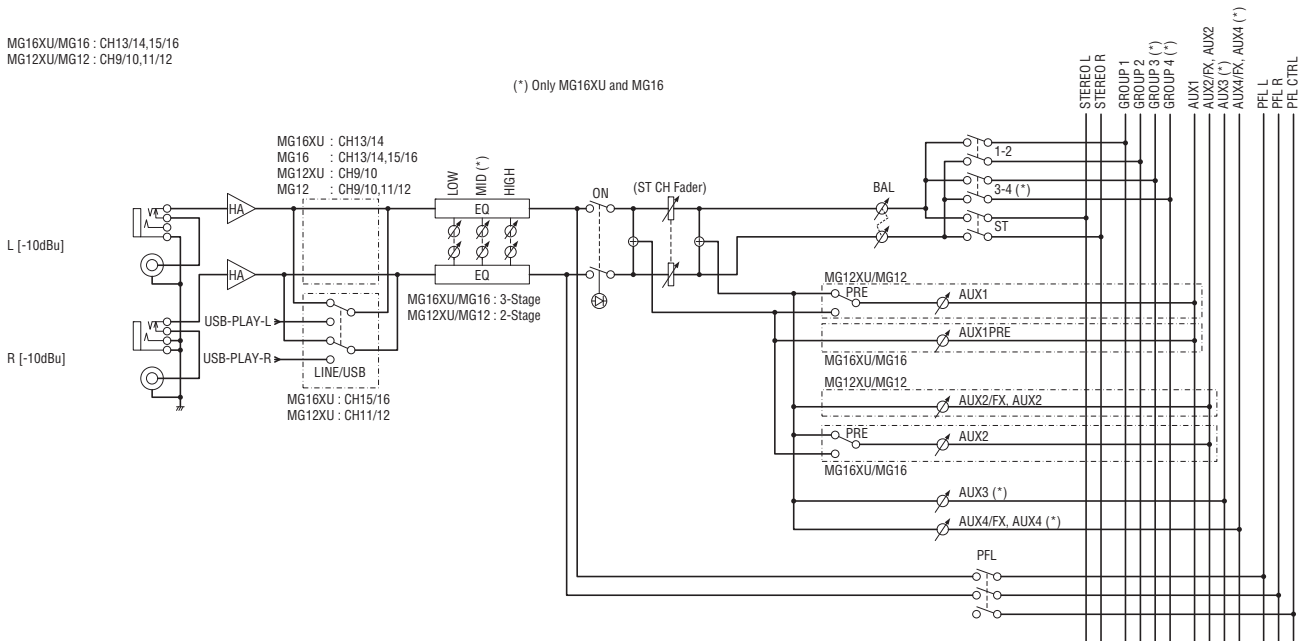 MG16XU/MG16 : CH13/14,15/16
MG12XU/MG12 : CH9/10,11/12
(*) Only MG16XU and MG16
STEREO L
STEREO R
GROUP 1
GROUP 2
GROUP 3 (*)
GROUP 4 (*)
AUX1
AUX2/FX, AUX2
AUX3 (*)
AUX4/FX, AUX4 (*)
PFL L
PFL R
PFL CTRL
MG16XU : CH13/14
MG16 : CH13/14,15/16
MG12XU : CH9/10
MG12 : CH9/10,11/12
LOW
MID (*)
HIGH
ON
(ST CH Fader)
BAL
1-2
3-4 (*)
ST
HA
EQ
L [-10dBu]
HA
EQ
MG16XU/MG16 : 3-Stage
MG12XU/MG12 : 2-Stage
USB-PLAY-L
USB-PLAY-R
LINE/USB
R [-10dBu]
MG16XU : CH15/16
MG12XU : CH11/12
MG12XU/MG12
PRE
AUX1
AUX1PRE
MG16XU/MG16
MG12XU/MG12
AUX2/FX, AUX2
PRE
AUX2
MG16XU/MG16
AUX3 (*)
AUX4/FX, AUX4 (*)
PFL